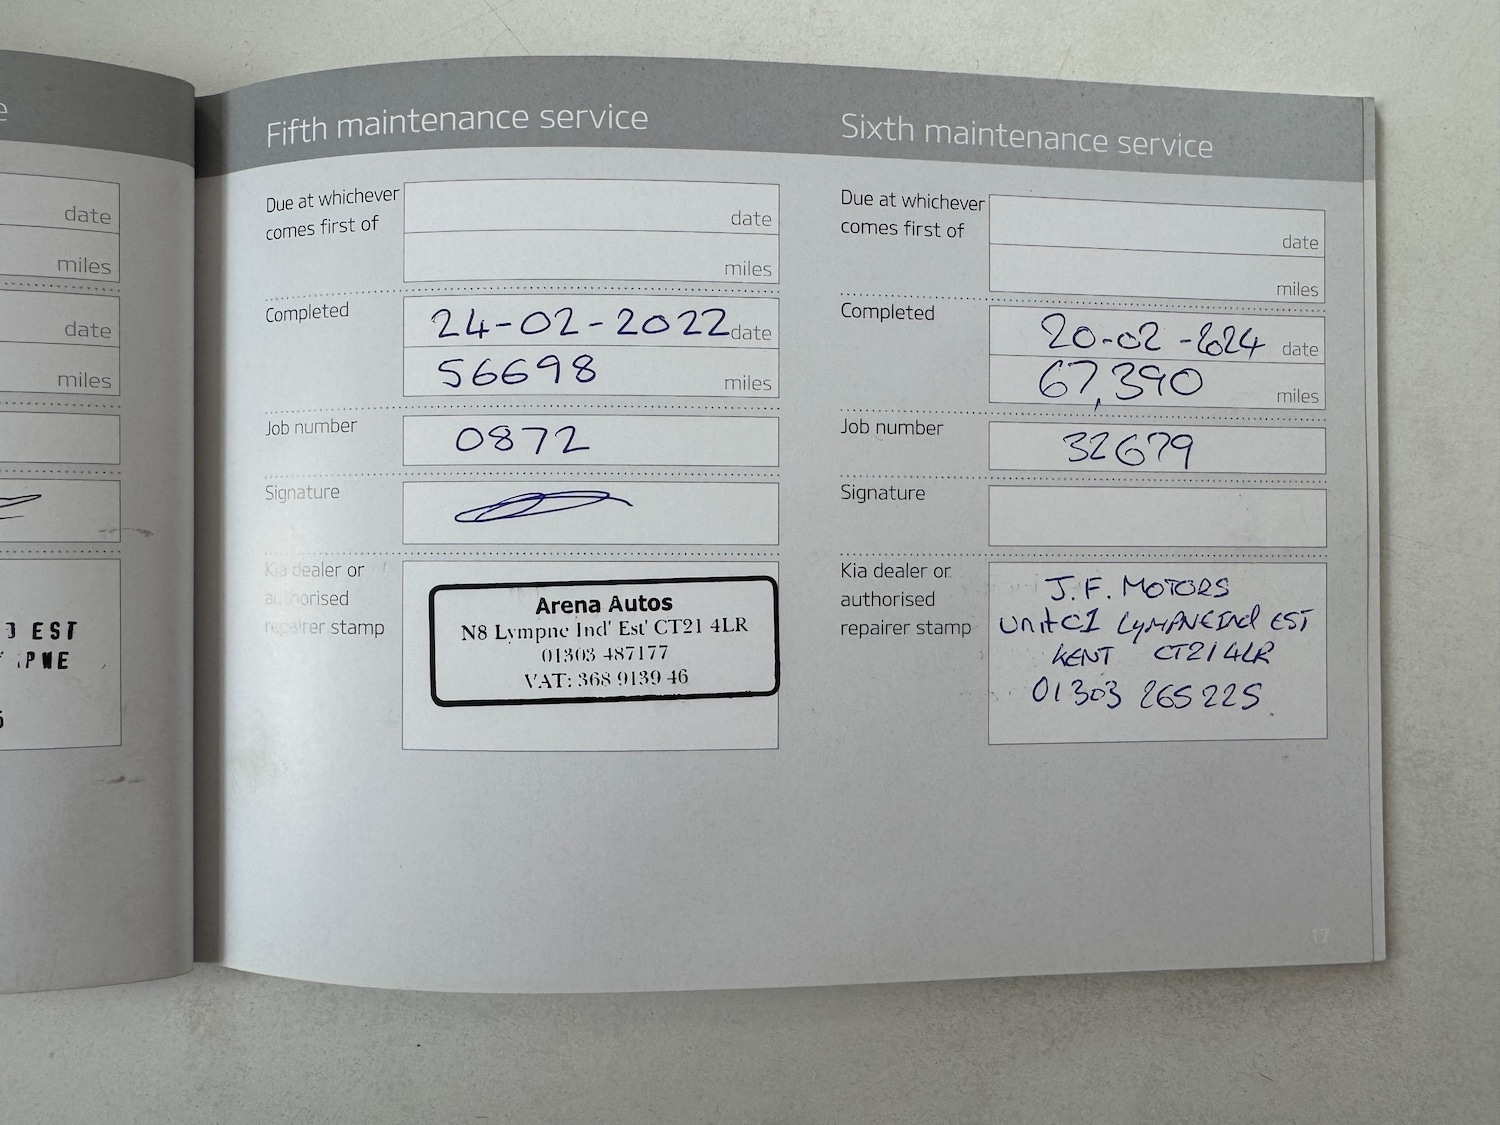 e
date
miles
date
miles
EST
5
Fifth maintenance service
Due at whichever
comes first of
date
miles
Completed
24-02-2022 date
56698 miles
Job number
0872
Signature
Kia dealer or
authorised
repairer stamp
Arena Autos
N8 Lympne Ind' Est' CT21 4LR
01303 487177
VAT: 368 9139 46
Sixth maintenance service
Due at whichever
comes first of
date
miles
Completed
20-02-2024 date
67,390 miles
Job number
32679
Signature
Kia dealer or
authorised
repairer stamp
J.F. MOTORS
Unit C1 LYMPNE Ind EST
KENT CT21 4LR
01303 265225
17